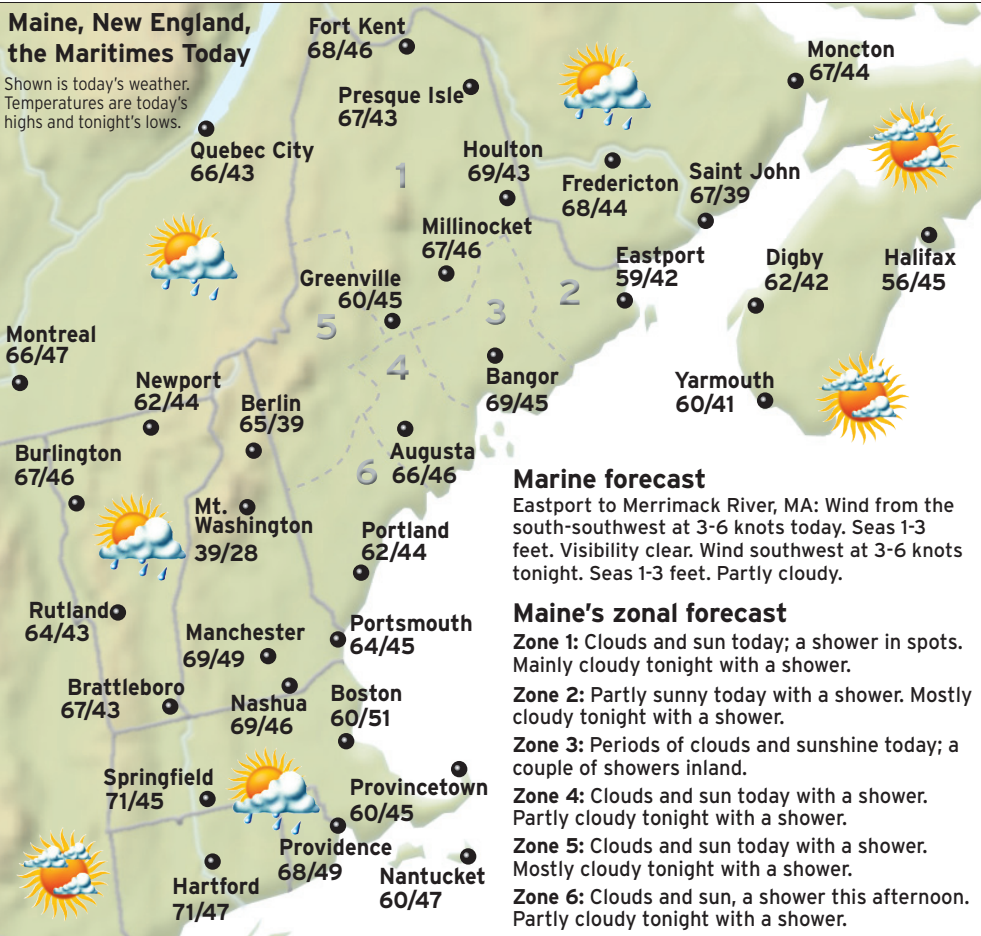 Maine, New England,
the Maritimes Today
Shown is today's weather.
Temperatures are today's
highs and tonight's lows.
Fort Kent
68/46
Moncton
67/44
Presque Isle
67/43
Quebec City
66/43
Houlton
69/43
1
Fredericton
68/44
Saint John
67/39
Millinocket
67/46
Eastport
59/42
Digby
62/42
Halifax
56/45
Greenville
60/45
2
3
5
Montreal
66/47
4
Bangor
69/45
Yarmouth
60/41
Newport
62/44
Berlin
65/39
Burlington
67/46
Augusta
66/46
6
Mt.
Washington
39/28
Portland
62/44
Rutland
64/43
Manchester
69/49
Portsmouth
64/45
Brattleboro
67/43
Nashua
69/46
Boston
60/51
Springfield
71/45
Provincetown
60/45
Providence
68/49
Hartford
71/47
Nantucket
60/47
Marine forecast
Eastport to Merrimack River, MA: Wind from the
south-southwest at 3-6 knots today. Seas 1-3
feet. Visibility clear. Wind southwest at 3-6 knots
tonight. Seas 1-3 feet. Partly cloudy.
Maine's zonal forecast
Zone 1: Clouds and sun today; a shower in spots.
Mainly cloudy tonight with a shower.
Zone 2: Partly sunny today with a shower. Mostly
cloudy tonight with a shower.
Zone 3: Periods of clouds and sunshine today; a
couple of showers inland.
Zone 4: Clouds and sun today with a shower.
Partly cloudy tonight with a shower.
Zone 5: Clouds and sun today with a shower.
Mostly cloudy tonight with a shower.
Zone 6: Clouds and sun, a shower this afternoon.
Partly cloudy tonight with a shower.